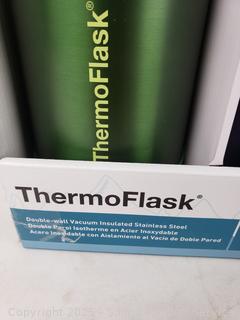 ThermoFlask®
ThermoFlask®
Double-wall Vacuum Insulated Stainless Steel
Double Paroi Isotherme en Acier Inoxydable
Acero Inoxidable con Aislamiento al Vacío de Doble Pared